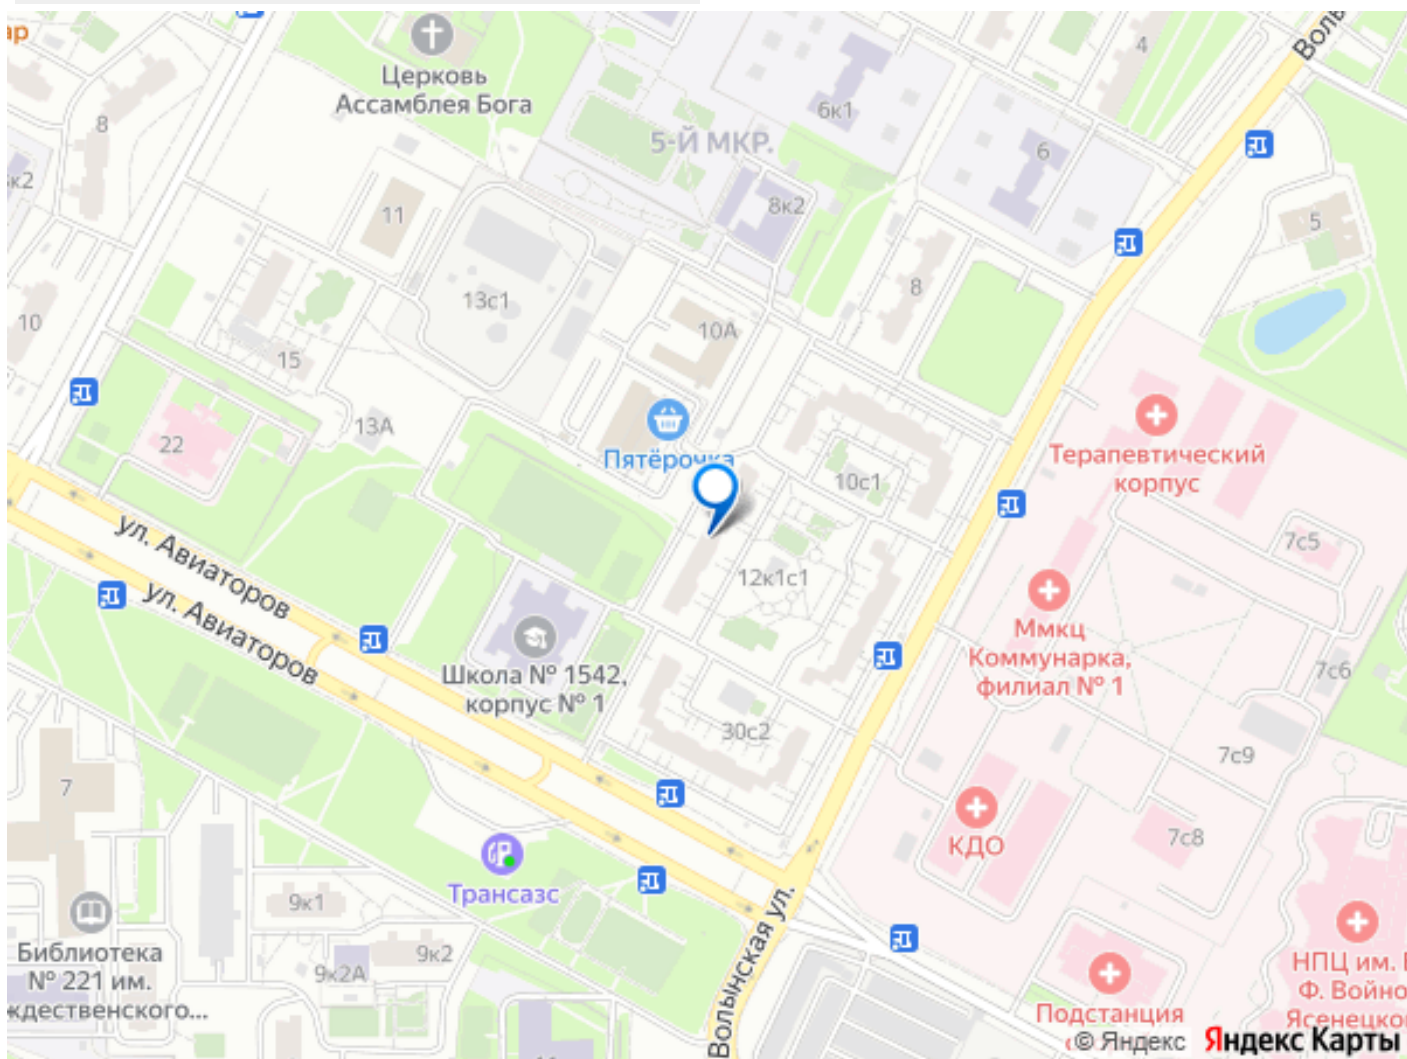 ар
Церковь
Ассамблея Бога
8
к2
11
5-Й МКР.
6к1
4
6
8к2
5
10
13с1
15
10А
8
22
13А
Пятёрочка
10с1
Терапевтический
корпус
7с5
12к1с1
ул. Авиаторов
ул. Авиаторов
Школа № 1542,
корпус № 1
Ммкц
Коммунарка,
филиал № 1
7с6
30с2
7с9
7
КДО
7с8
Трансазс
9к1
9к2
9к2А
Библиотека
№ 221 им.
ждественского...
Волынская ул.
НПЦ им.
Ф. Войно
Ясенецко
Подстанция
© Яндекс Яндекс Карты